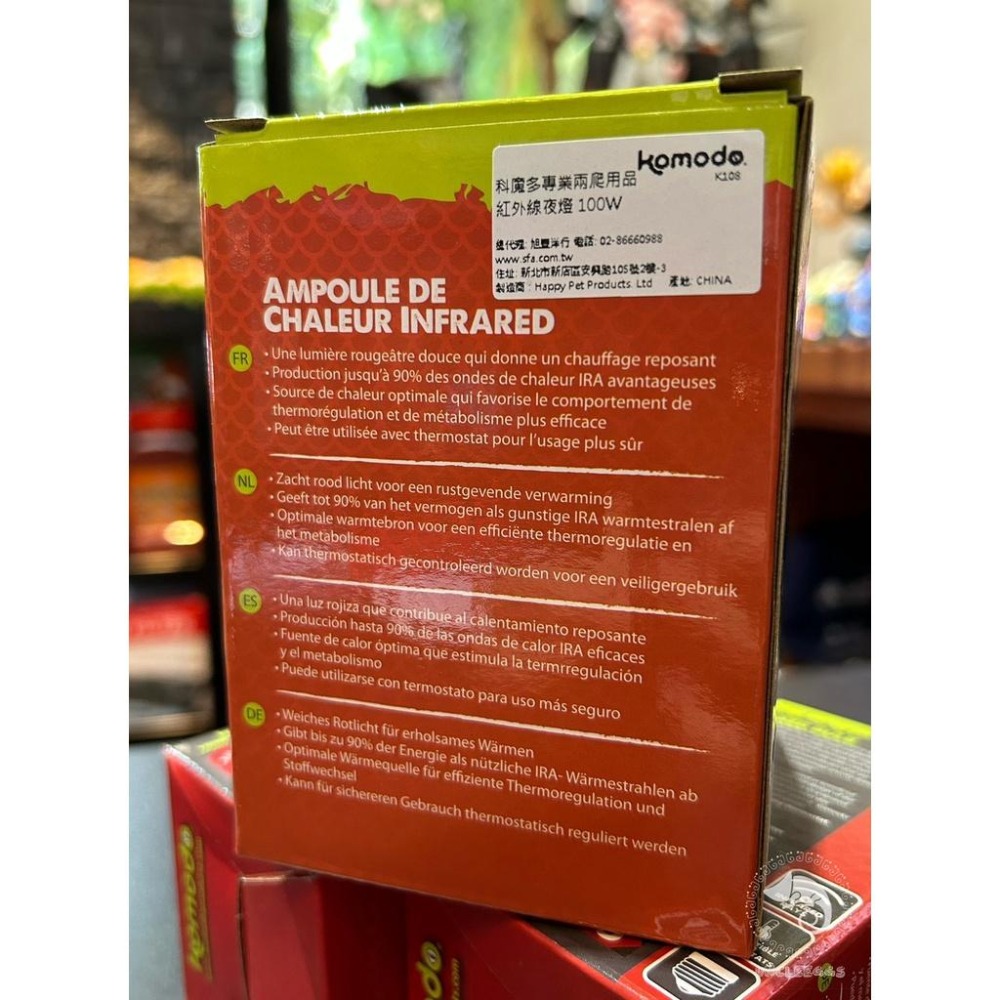 komodo
K108
科魔多專業兩爬用品
紅外線夜燈 100W
總代理: 旭豐洋行 電話: 02-86660988
www.sfa.com.tw
住址: 新北市新店區安興路105號2樓-3
製造商: Happy Pet Products. Ltd 產地: CHINA
AMPOULE DE
CHALEUR INFRARED
FR
• Une lumière rougeâtre douce qui donne un chauffage reposant
• Production jusqu'à 90% des ondes de chaleur IRA avantageuses
• Source de chaleur optimale qui favorise le comportement de
thermorégulation et de métabolisme plus efficace
• Peut être utilisée avec thermostat pour l'usage plus sûr
NL
• Zacht rood licht voor een rustgevende verwarming
• Geeft tot 90% van het vermogen als gunstige IRA warmtestralen af
• Optimale warmtebron voor een efficiënte thermoregulatie en
het metabolisme
• Kan thermostatisch gecontroleerd worden voor een veiligergebruik
ES
• Una luz rojiza que contribue al calentamiento reposante
• Producción hasta 90% de las ondas de calor IRA eficaces
• Fuente de calor óptima que estimula la termrregulación
y el metabolismo
• Puede utilizarse con termostato para uso más seguro
DE
• Weiches Rotlicht für erholsames Wärmen
• Gibt bis zu 90% der Energie als nützliche IRA- Wärmestrahlen ab
• Optimale Wärmequelle für effiziente Thermoregulation und
Stoffwechsel
• Kann für sichereren Gebrauch thermostatisch reguliert werden
komodo
komodo